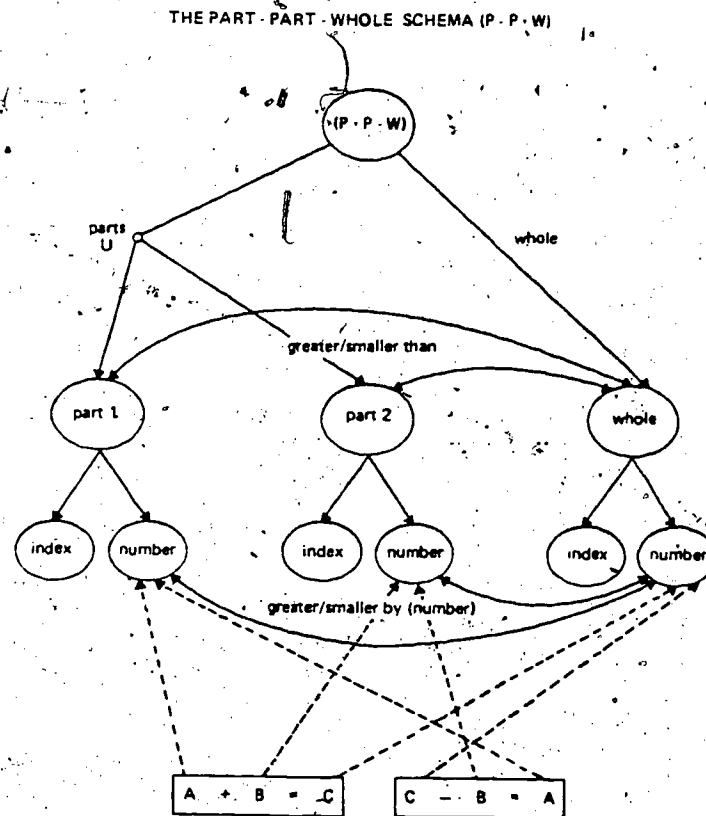 THE PART - PART - WHOLE SCHEMA (P - P - W)
(P - P - W)
parts
U
whole
greater/smaller than
part 1
part 2
whole
index
number
index
number
index
number
greater/smaller by (number)
A + B = C
C - B = A